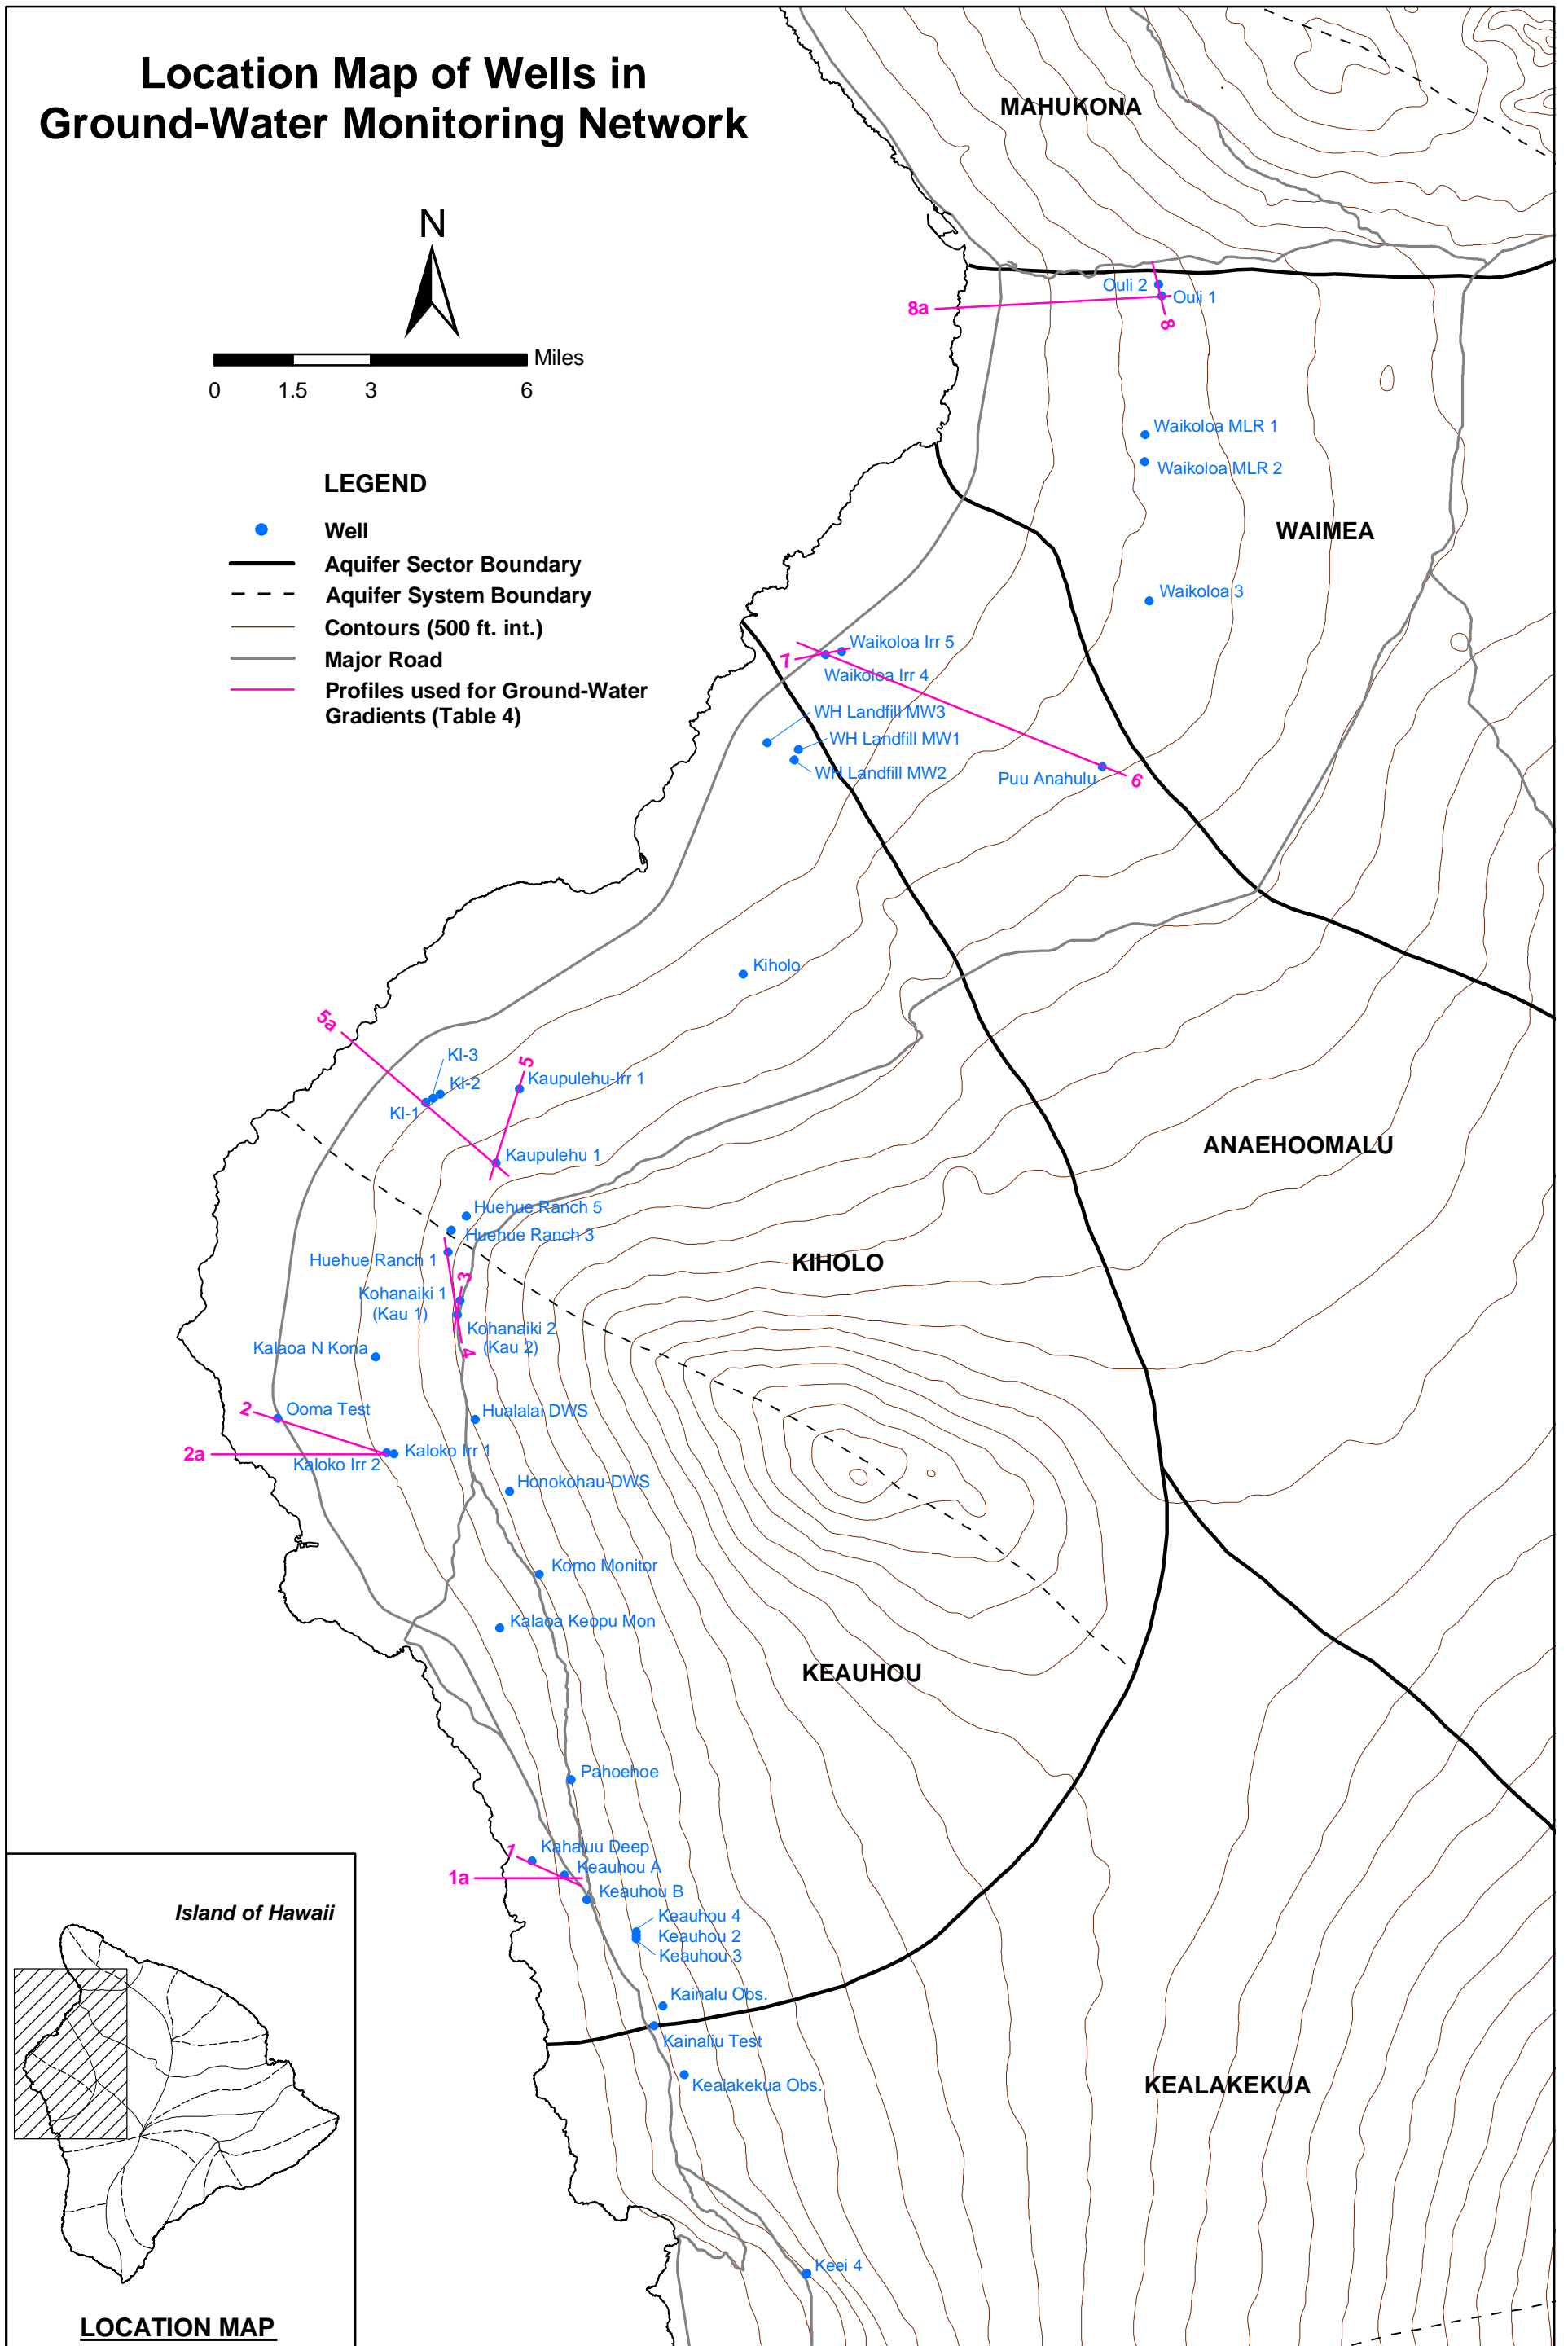 Location Map of Wells in
Ground-Water Monitoring Network
N
Miles
0
1.5
3
6
LEGEND
Well
Aquifer Sector Boundary
Aquifer System Boundary
Contours (500 ft. int.)
Major Road
Profiles used for Ground-Water
Gradients (Table 4)
MAHUKONA
Ouli 2
Ouli 1
8a
8
Waikoloa MLR 1
Waikoloa MLR 2
WAIMEA
Waikoloa 3
Waikoloa Irr 5
7
Waikoloa Irr 4
WH Landfill MW3
WH Landfill MW1
WH Landfill MW2
Puu Anahulu
6
Kiholo
5a
KI-3
KI-2
KI-1
5
Kaupulehu-Irr 1
Kaupulehu 1
ANAEHOOMALU
Huehue Ranch 5
Huehue Ranch 3
Huehue Ranch 1
KIHOLO
3
Kohanaiki 1
(Kau 1)
Kohanaiki 2
(Kau 2)
4
Kalaoa N Kona
2
Ooma Test
Hualalai DWS
2a
Kaloko Irr 1
Kaloko Irr 2
Honokohau-DWS
Komo Monitor
Kalaoa Keopu Mon
KEAUHOU
Pahoehoe
Kahaluu Deep
1
Keauhou A
1a
Keauhou B
Keauhou 4
Keauhou 2
Keauhou 3
Kainalu Obs.
Kainaliu Test
Kealakekua Obs.
KEALAKEKUA
Keei 4
Island of Hawaii
LOCATION MAP